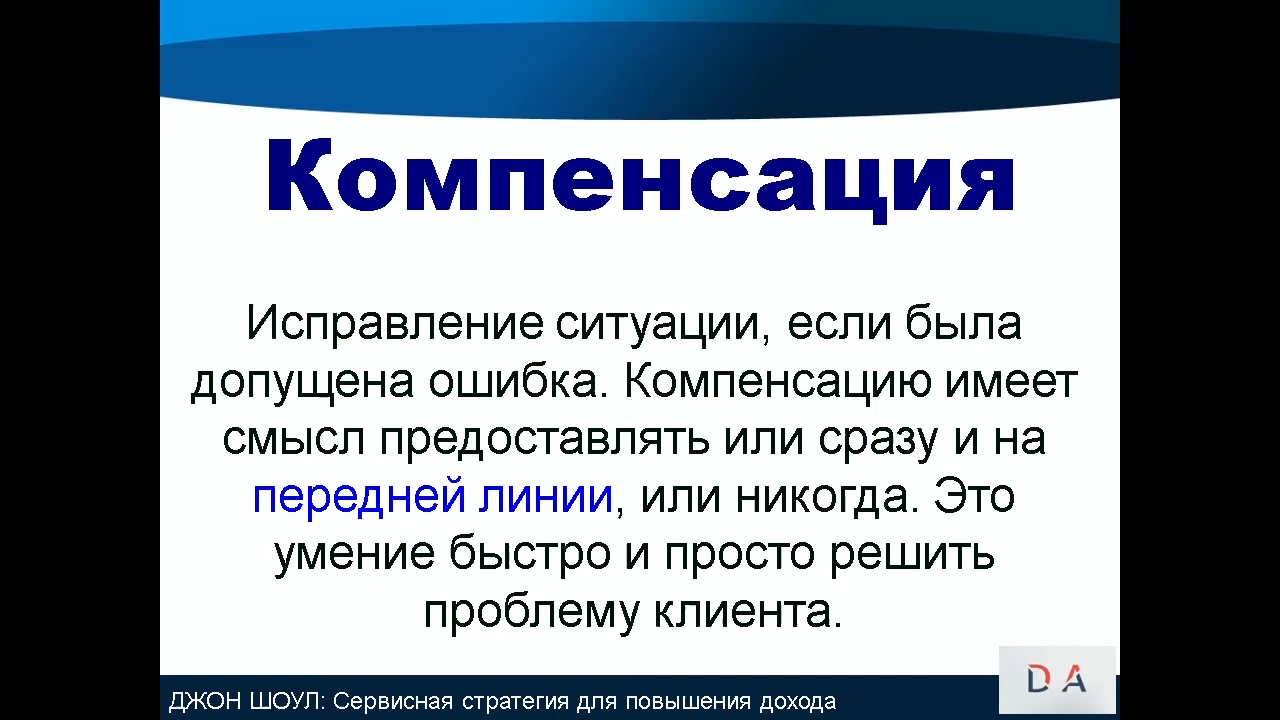 Компенсация
Исправление ситуации, если была
допущена ошибка. Компенсацию имеет
смысл предоставлять или сразу и на
передней линии, или никогда. Это
умение быстро и просто решить
проблему клиента.
ДЖОН ШОУЛ: Сервисная стратегия для повышения дохода
DA